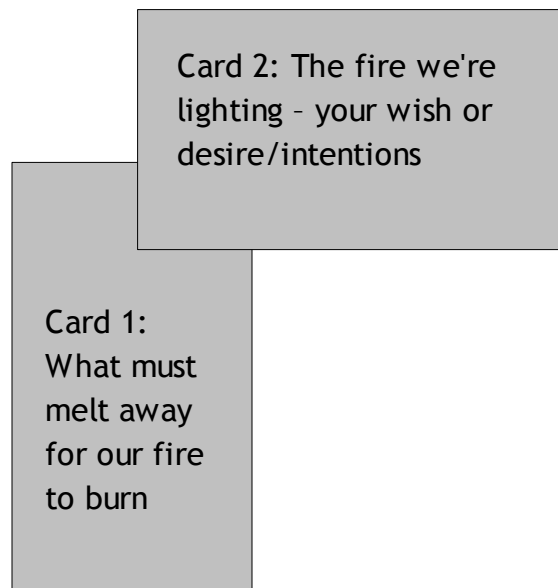 Card 2: The fire we're
lighting – your wish or
desire/intentions
Card 1:
What must
melt away
for our fire
to burn